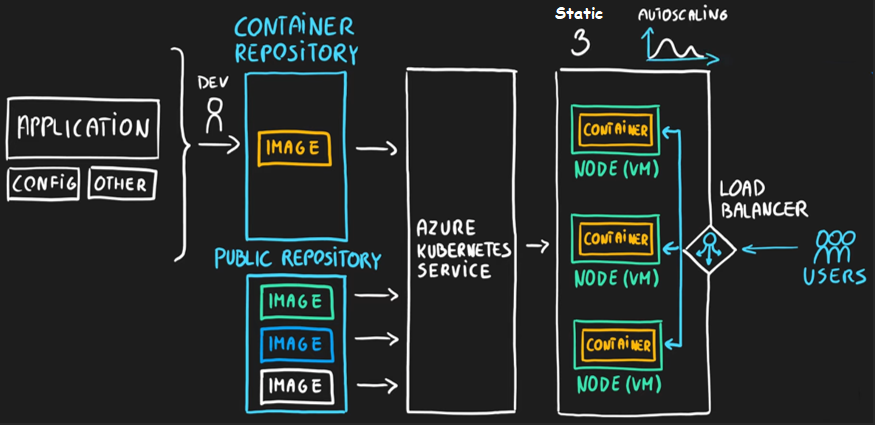 APPLICATION
CONFIG
OTHER
DEV
CONTAINER
REPOSITORY
IMAGE
PUBLIC REPOSITORY
IMAGE
IMAGE
IMAGE
AZURE
KUBERNETES
SERVICE
Static
3
AUTOSCALING
CONTAINER
NODE (VM)
CONTAINER
NODE (VM)
CONTAINER
NODE (VM)
LOAD
BALANCER
USERS